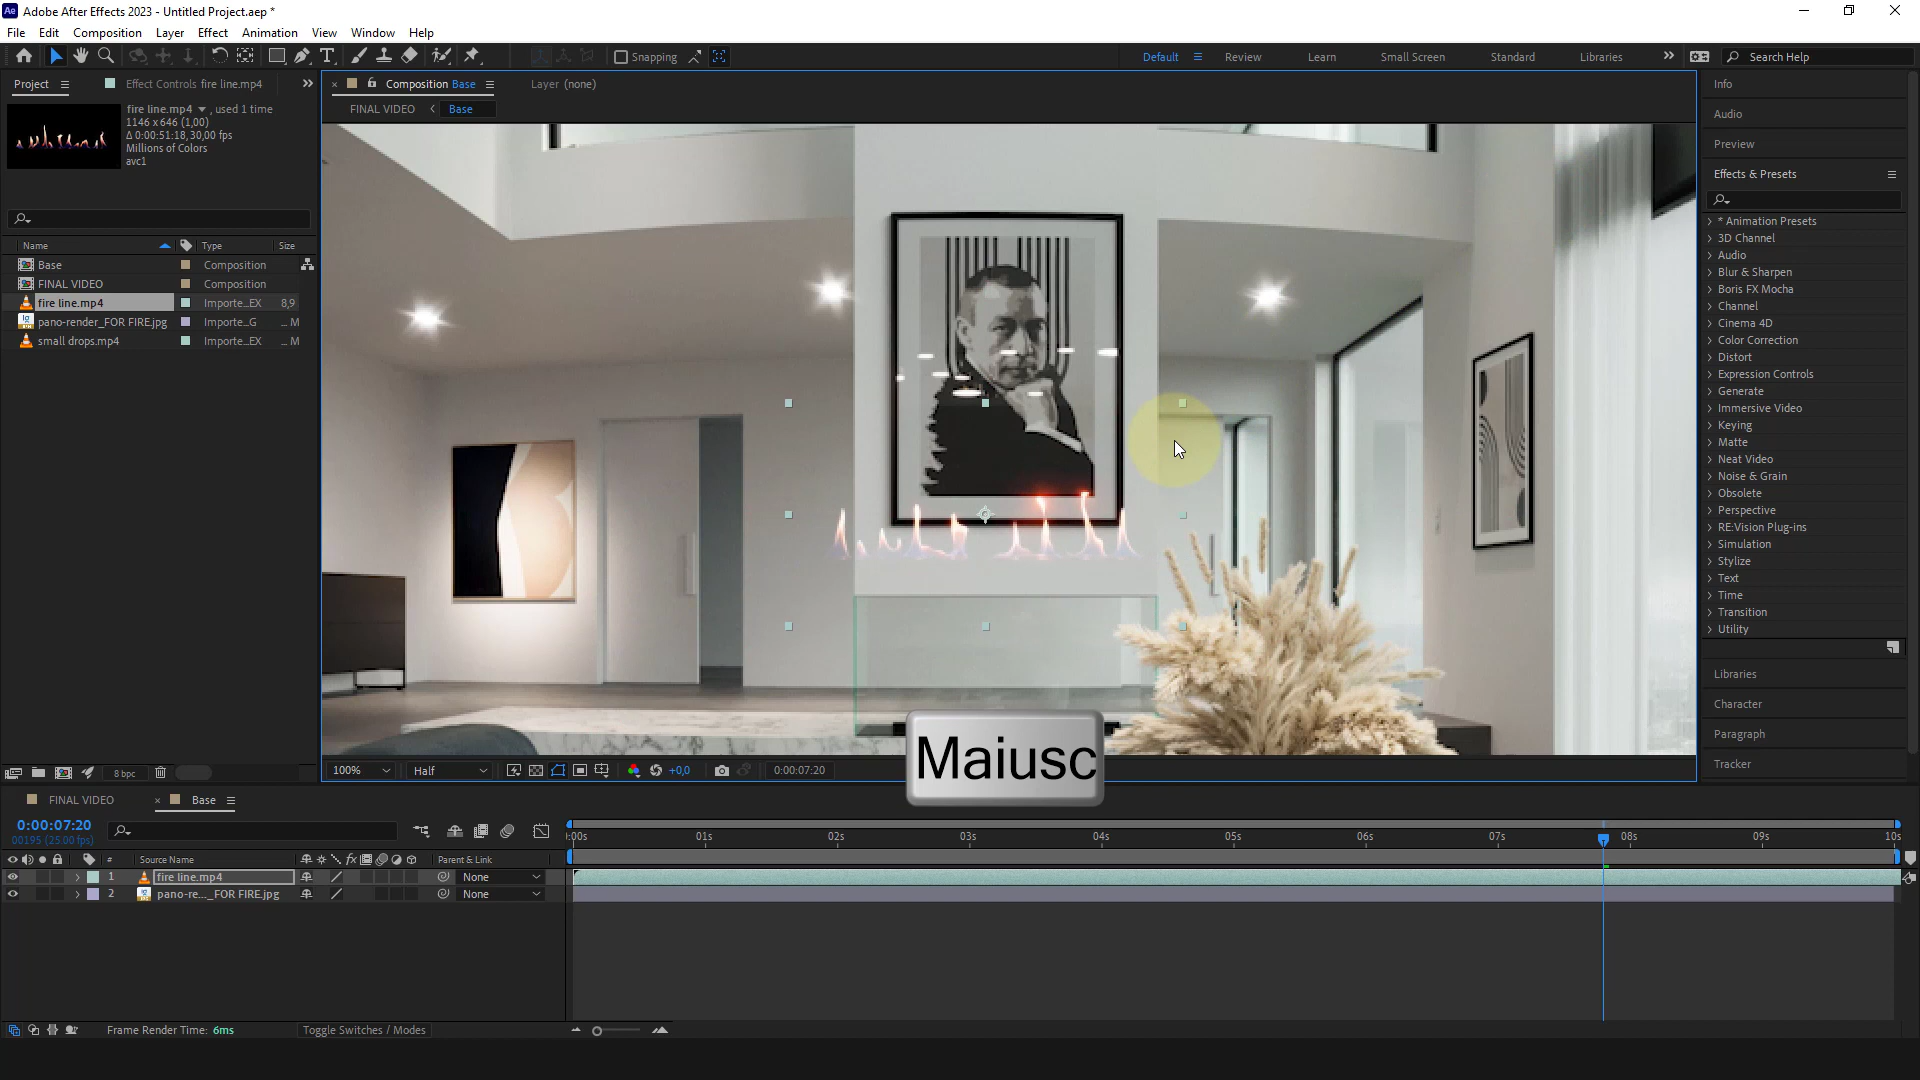 Ae Adobe After Effects 2023 - Untitled Project.aep *
File Edit Composition Layer Effect Animation View Window Help
Snapping
Default Review Learn Small Screen Standard Libraries
Search Help
Project
Effect Controls fire line.mp4
fire line.mp4 , used 1 time
1146 x 646 (1,00)
Δ 0:00:51:18, 30,00 fps
Millions of Colors
avc1
Name Type Size
Base Composition
FINAL VIDEO Composition
fire line.mp4 Importe...EX 8,9
pano-render_FOR FIRE.jpg Importe...G ... M
small drops.mp4 Importe...EX ... M
8 bpc
Composition Base
Layer (none)
FINAL VIDEO
Base
100%
Half
+0,0
0:00:07:20
Maiusc
Info
Audio
Preview
Effects & Presets
* Animation Presets
3D Channel
Audio
Blur & Sharpen
Boris FX Mocha
Channel
Cinema 4D
Color Correction
Distort
Expression Controls
Generate
Immersive Video
Keying
Matte
Neat Video
Noise & Grain
Obsolete
Perspective
RE:Vision Plug-ins
Simulation
Stylize
Text
Time
Transition
Utility
Libraries
Character
Paragraph
Tracker
FINAL VIDEO
Base
0:00:07:20
00195 (25.00 fps)
# Source Name fx Parent & Link
1 fire line.mp4 None
2 pano-re..._FOR FIRE.jpg None
:00s 01s 02s 03s 04s 05s 06s 07s 08s 09s 10s
Frame Render Time: 6ms
Toggle Switches / Modes